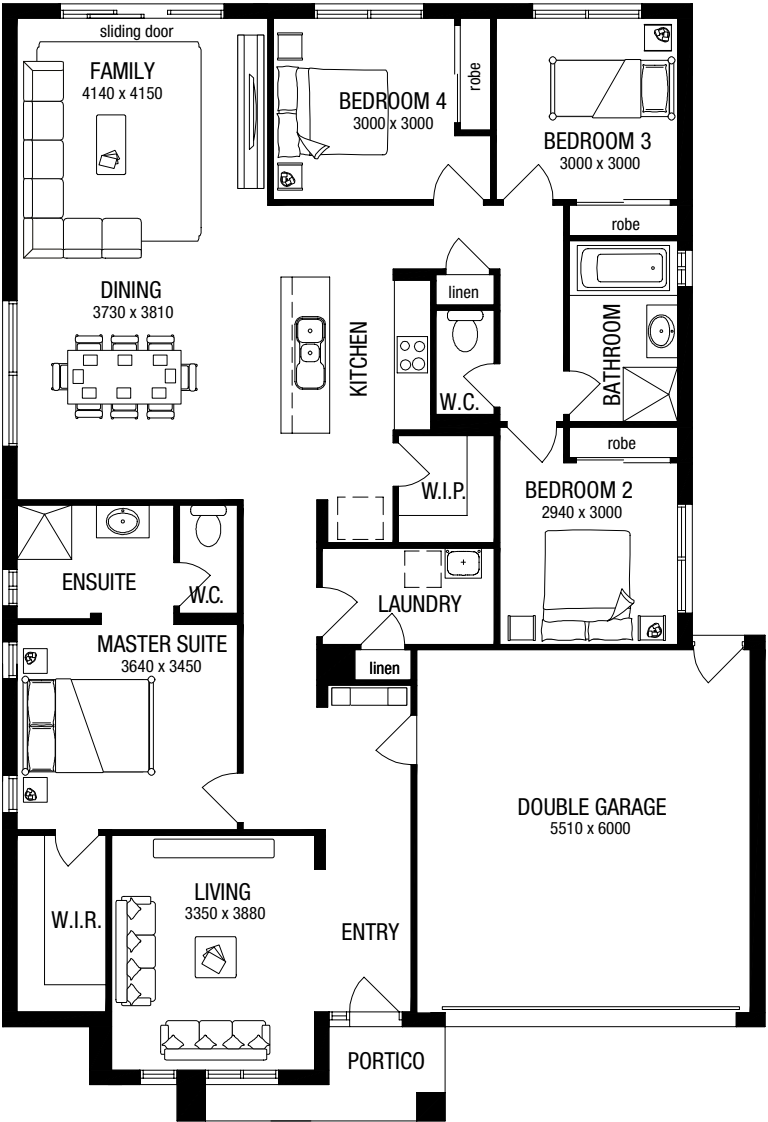 sliding door
FAMILY
4140 x 4150
BEDROOM 4
3000 x 3000
robe
BEDROOM 3
3000 x 3000
robe
DINING
3730 x 3810
KITCHEN
linen
W.C.
BATHROOM
robe
W.I.P.
BEDROOM 2
2940 x 3000
ENSUITE
W.C.
LAUNDRY
MASTER SUITE
3640 x 3450
linen
DOUBLE GARAGE
5510 x 6000
LIVING
3350 x 3880
W.I.R.
ENTRY
PORTICO